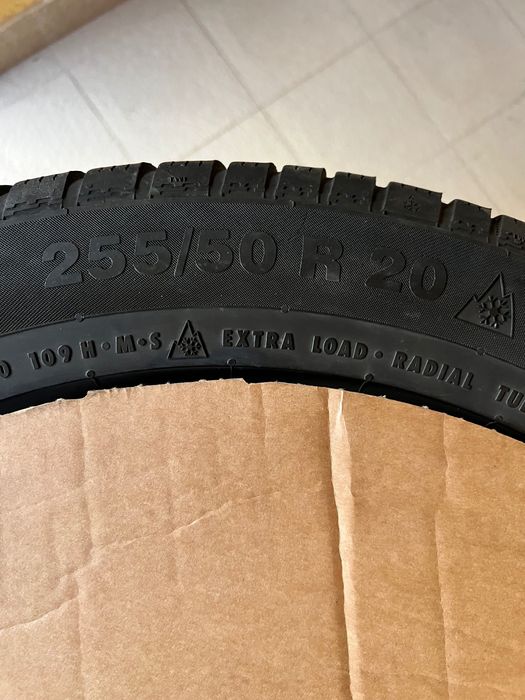 255/50 R 20
109 H · M · S EXTRA LOAD · RADIAL